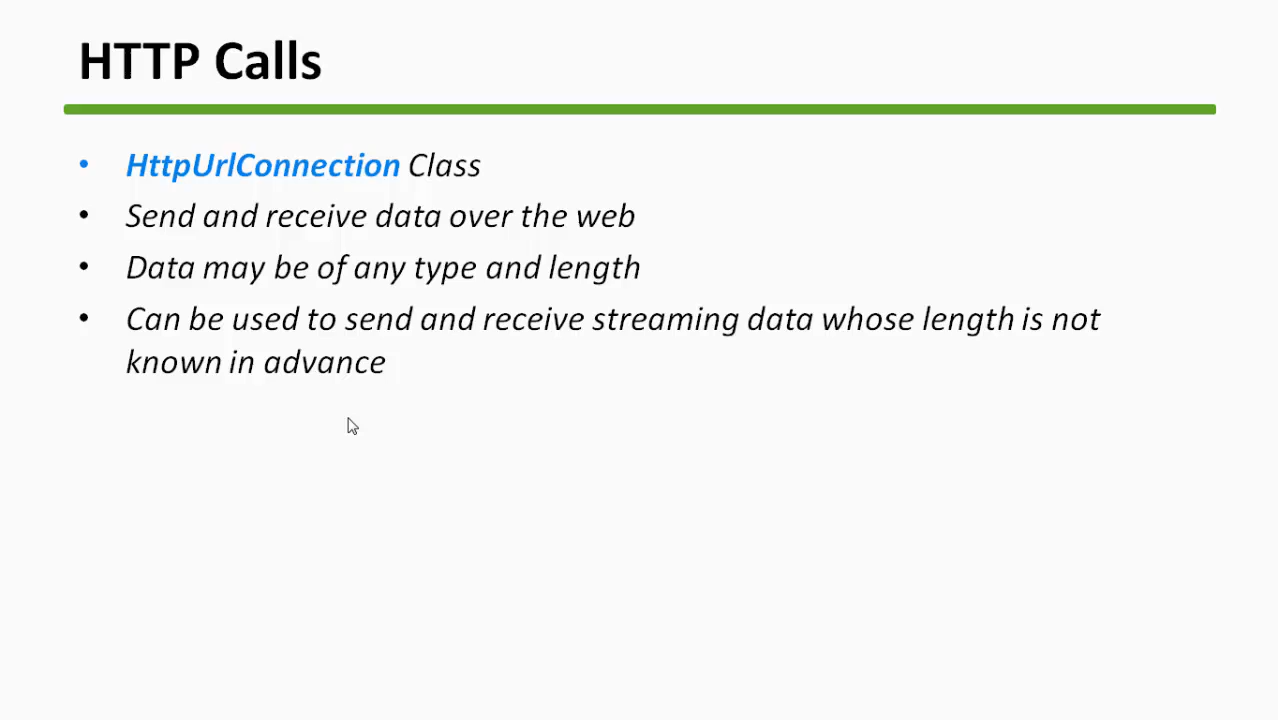 HTTP Calls
• HttpUrlConnection Class
• Send and receive data over the web
• Data may be of any type and length
• Can be used to send and receive streaming data whose length is not
known in advance